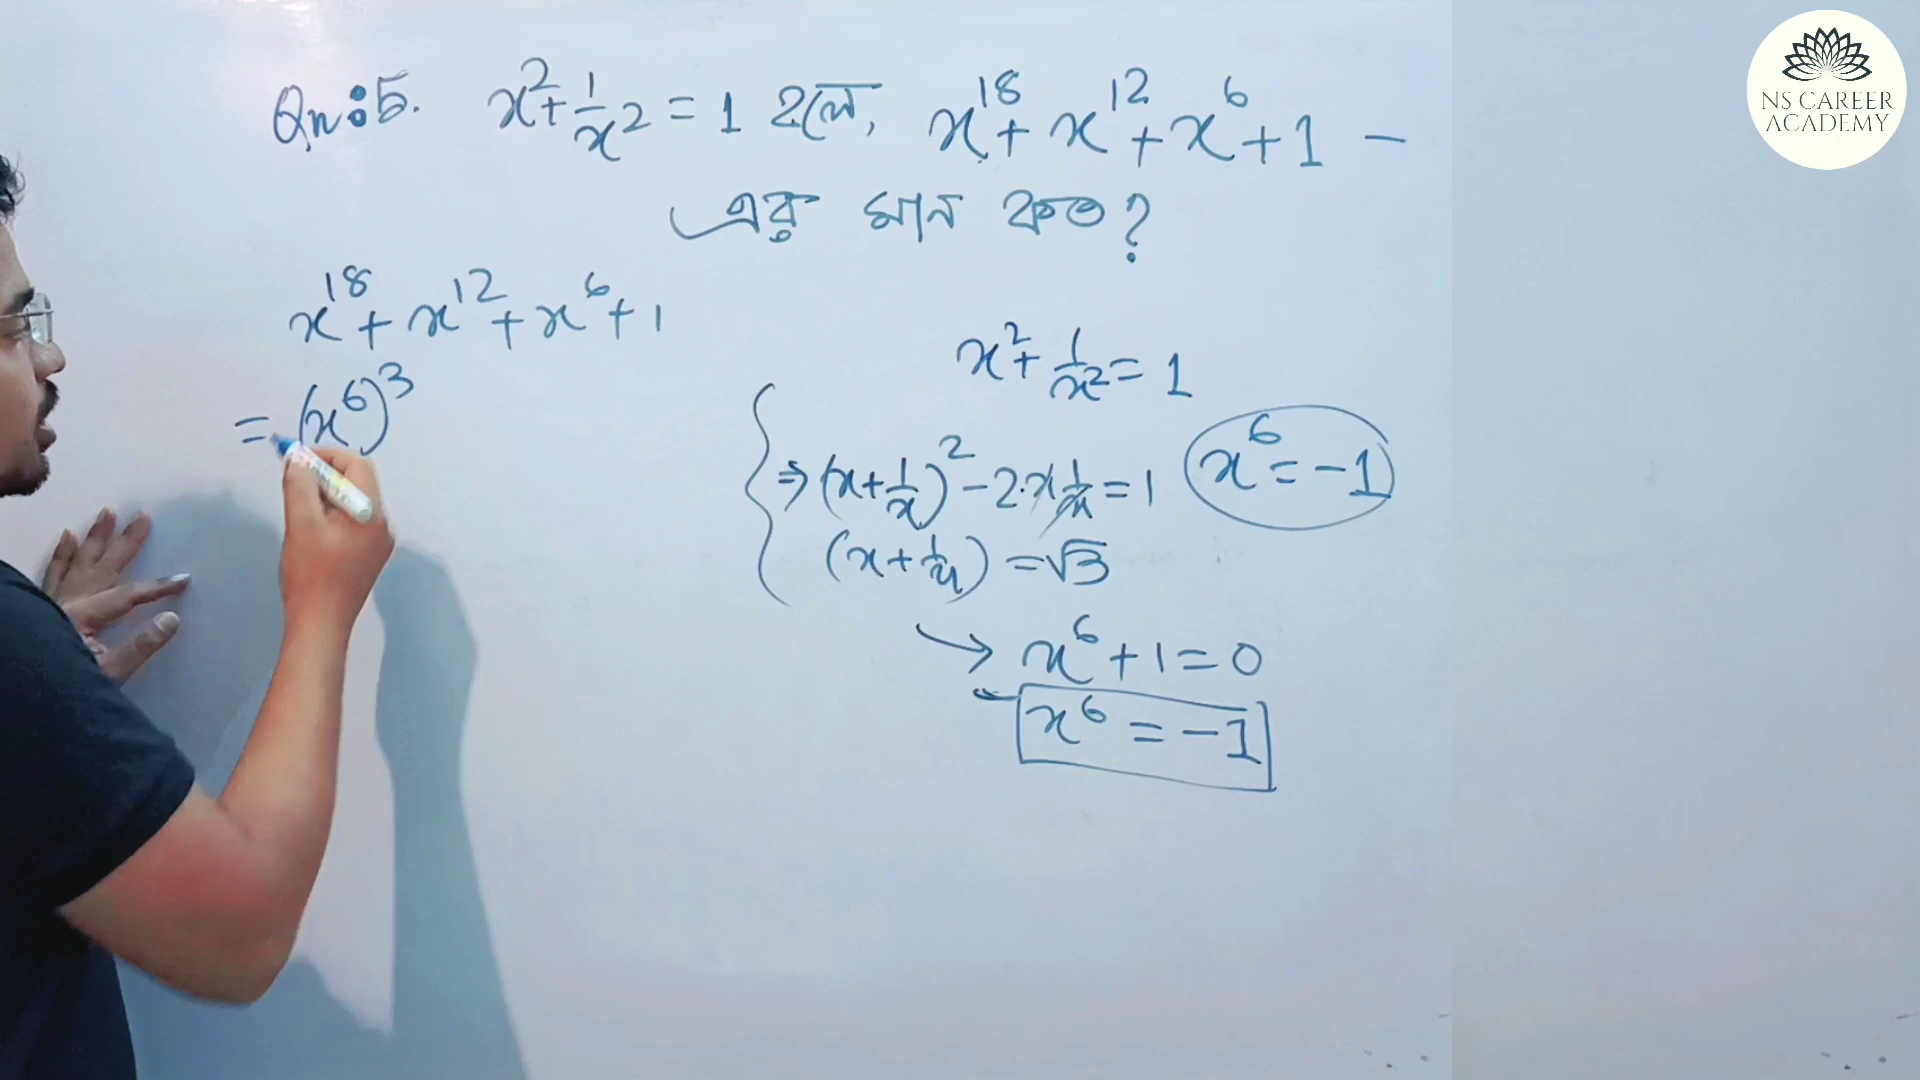 Qn:5. x²+1/x²=1 হলে, x¹⁸+x¹²+x⁶+1 –
এর মান কত?
x¹⁸+x¹²+x⁶+1
=(x⁶)³
x²+1/x²=1
⇒(x+1/x)²-2·x·1/x=1
(x+1/x)=√3
→ x⁶+1=0
x⁶=-1
x⁶=-1
NS CAREER
ACADEMY